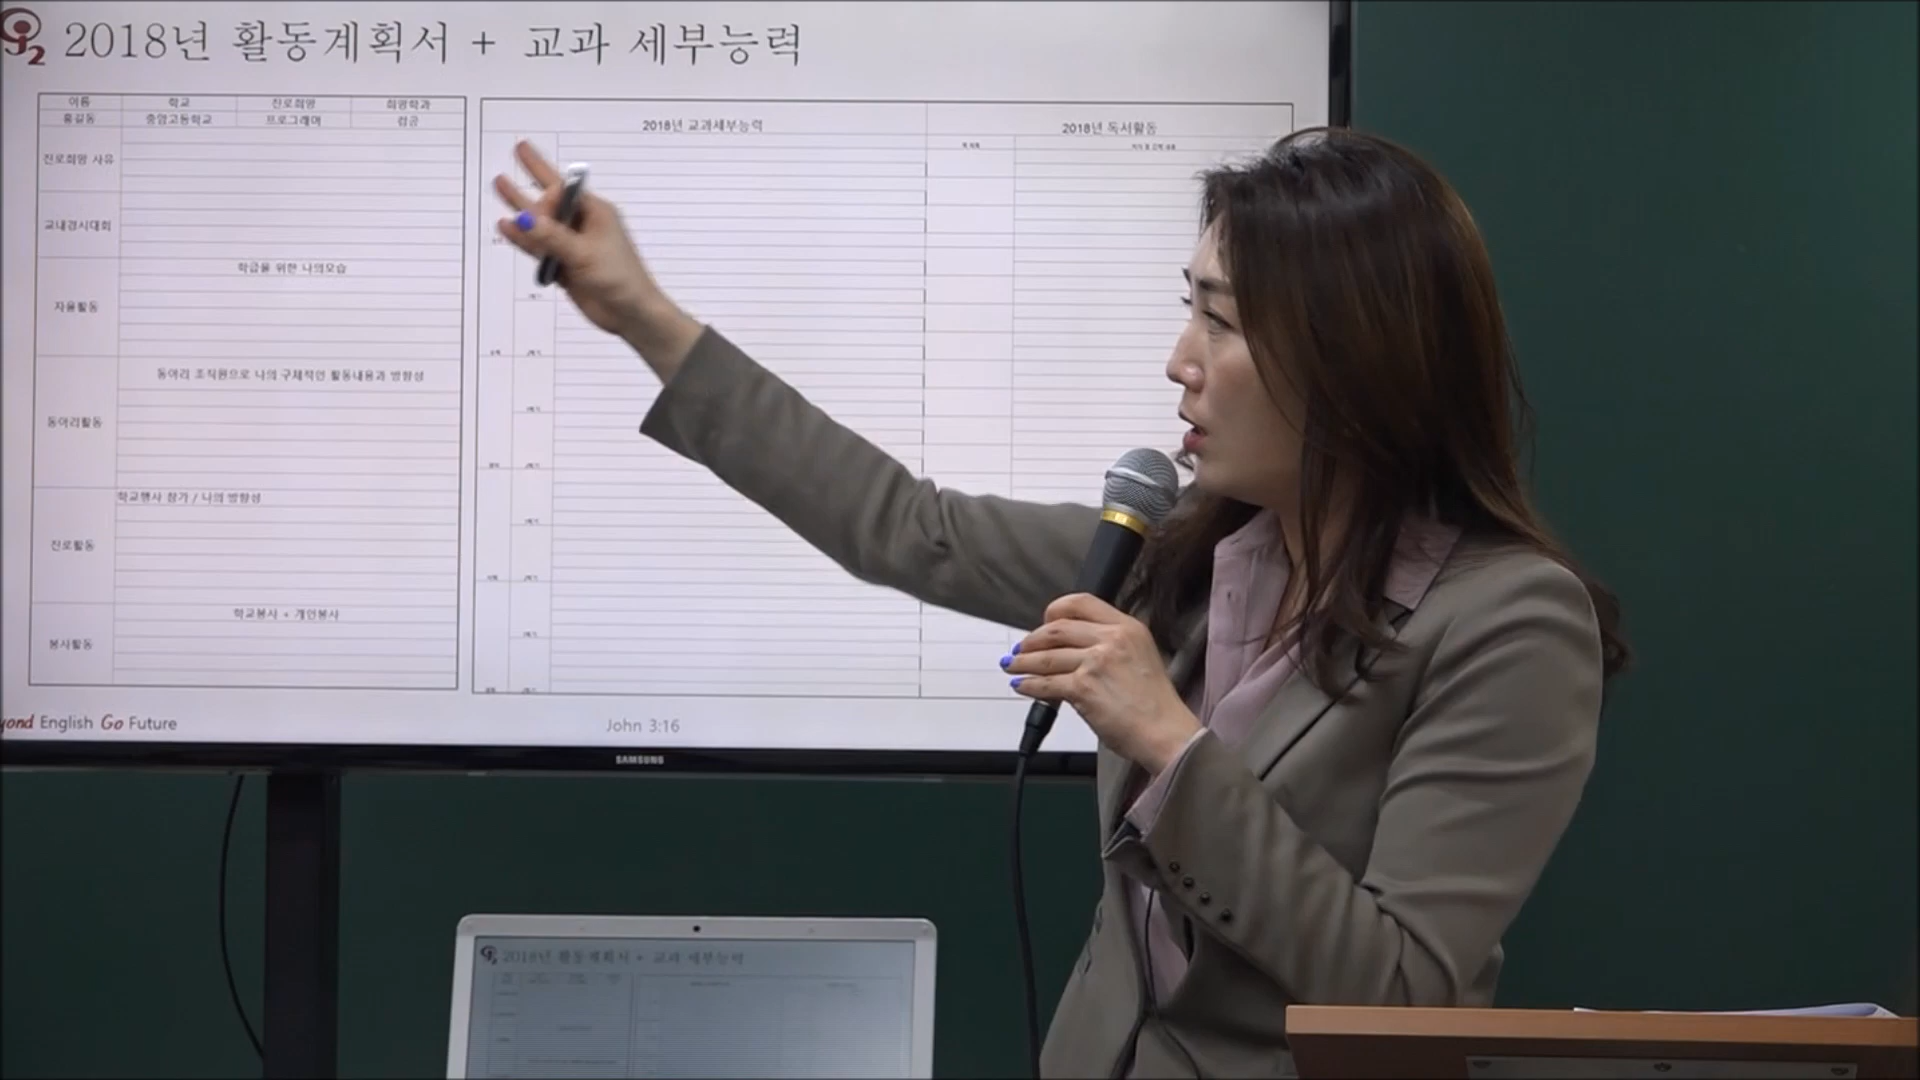 2018년 활동계획서 + 교과 세부능력
이름 학교 진로희망 희망학과
홍길동 중앙고등학교 프로그래머 컴공
진로희망 사유
교내경시대회
학급을 위한 나의모습
자율활동
동아리 조직원으로 나의 구체적인 활동내용과 방향성
동아리활동
학교행사 참가 / 나의 방향성
진로활동
학교봉사 + 개인봉사
봉사활동
2018년 교과세부능력
2018년 독서활동
yond English Go Future
John 3:16
SAMSUNG
2018년 활동계획서 + 교과 세부능력